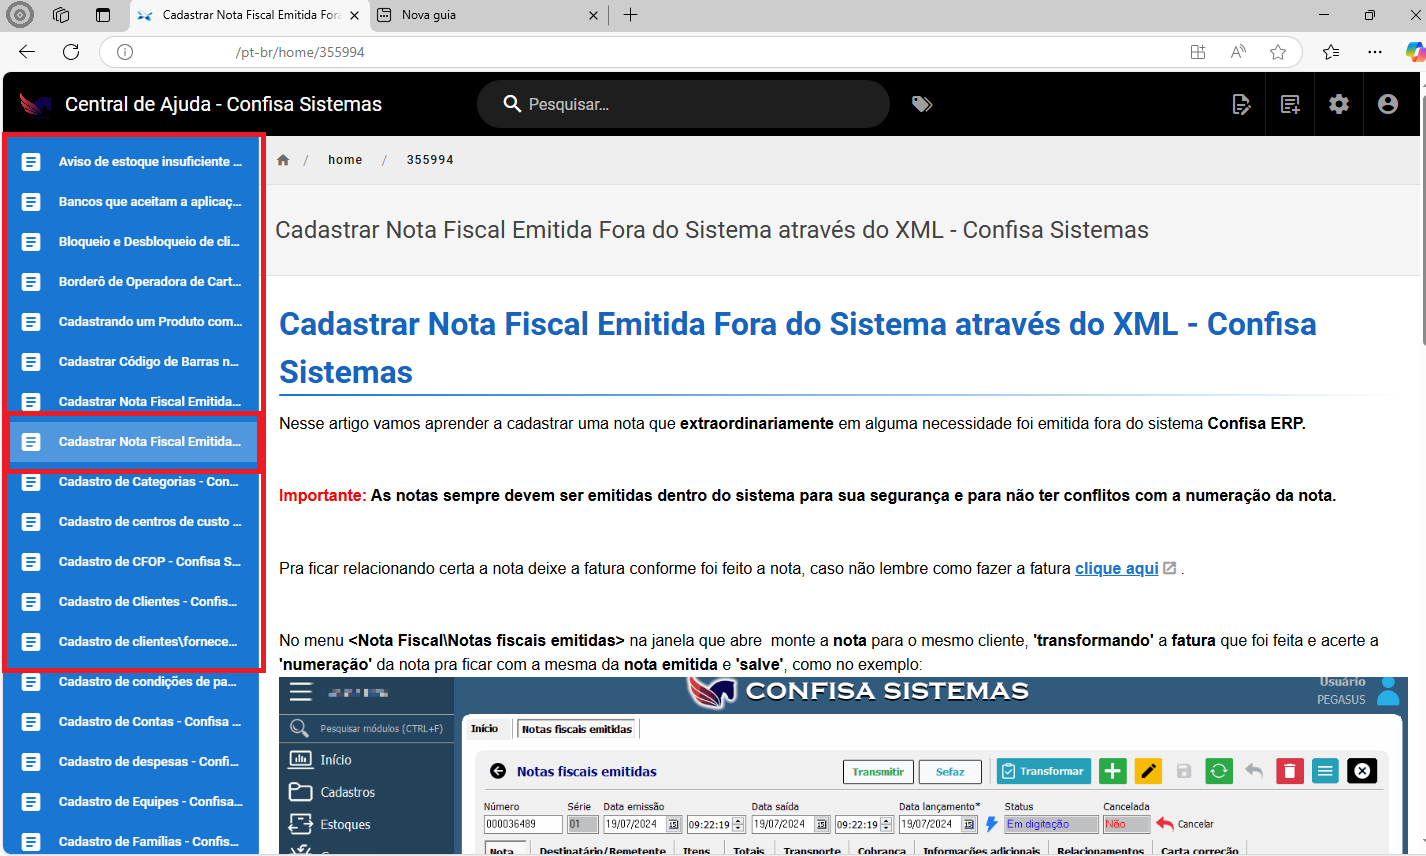 Cadastrar Nota Fiscal Emitida For
Nova guia
/pt-br/home/355994
Central de Ajuda - Confisa Sistemas
Pesquisar...
Aviso de estoque insuficiente ...
Bancos que aceitam a aplicaç...
Bloqueio e Desbloqueio de cli...
Borderô de Operadora de Cart...
Cadastrando um Produto com...
Cadastrar Código de Barras n...
Cadastrar Nota Fiscal Emitida...
Cadastrar Nota Fiscal Emitida...
Cadastro de Categorias - Con...
Cadastro de centros de custo ...
Cadastro de CFOP - Confisa S...
Cadastro de Clientes - Confis...
Cadastro de clientes\fornece...
Cadastro de condições de pa...
Cadastro de Contas - Confisa ...
Cadastro de despesas - Confi...
Cadastro de Equipes - Confisa...
Cadastro de Famílias - Confis...
/ home / 355994
Cadastrar Nota Fiscal Emitida Fora do Sistema através do XML - Confisa Sistemas
Cadastrar Nota Fiscal Emitida Fora do Sistema através do XML - Confisa
Sistemas
Nesse artigo vamos aprender a cadastrar uma nota que extraordinariamente em alguma necessidade foi emitida fora do sistema Confisa ERP.
Importante: As notas sempre devem ser emitidas dentro do sistema para sua segurança e para não ter conflitos com a numeração da nota.
Pra ficar relacionando certa a nota deixe a fatura conforme foi feito a nota, caso não lembre como fazer a fatura clique aqui .
No menu <Nota Fiscal\Notas fiscais emitidas> na janela que abre monte a nota para o mesmo cliente, 'transformando' a fatura que foi feita e acerte a
'numeração' da nota pra ficar com a mesma da nota emitida e 'salve', como no exemplo:
CONFISA SISTEMAS
Usuário
PEGASUS
Pesquisar módulos (CTRL+F)
Início
Cadastros
Estoques
Início Notas fiscais emitidas
Notas fiscais emitidas
Transmitir Sefaz Transformar
Número Série Data emissão Data saída Data lançamento* Status Cancelada
000036489 01 19/07/2024 09:22:19 19/07/2024 09:22:19 19/07/2024 Em digitação Não Cancelar
Nota Destinatário/Remetente Itens Totais Transporte Cobrança Informações adicionais Relacionamentos Carta correção